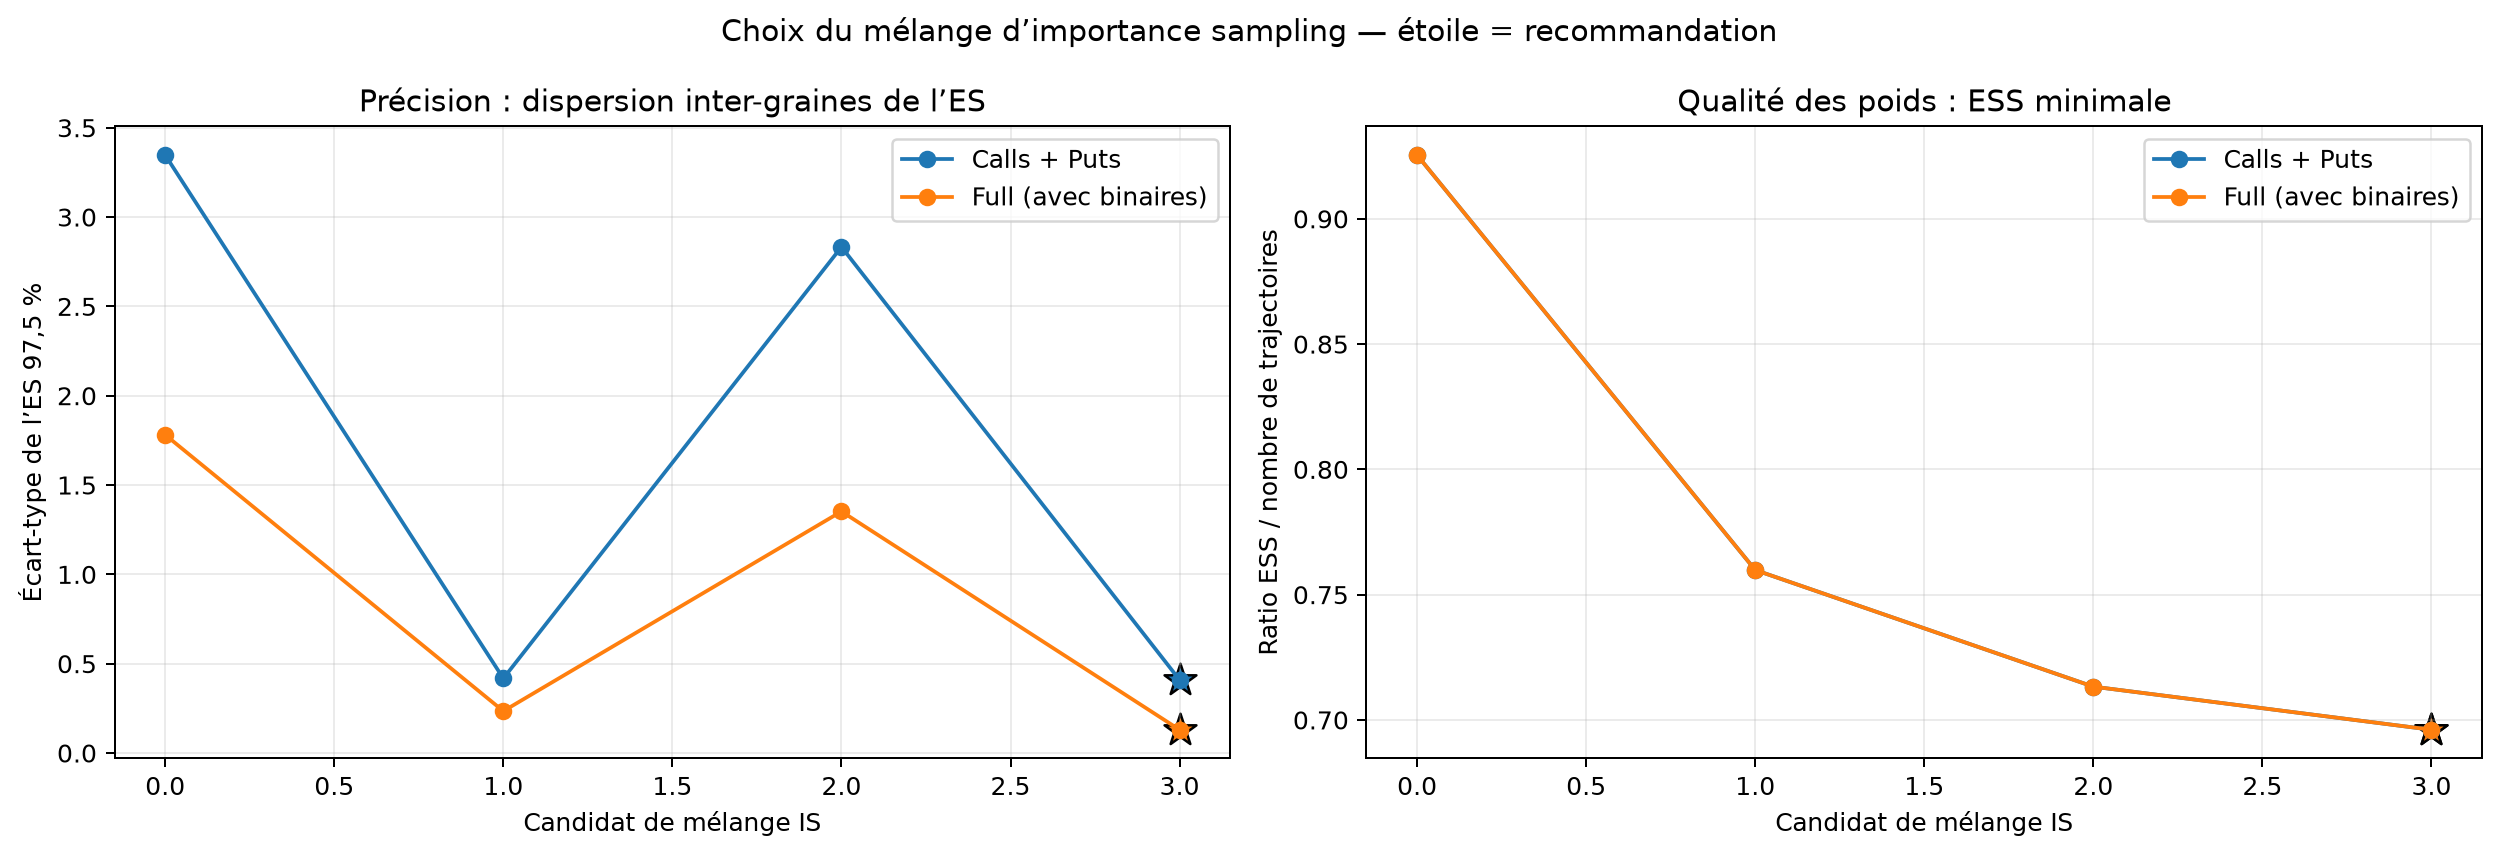 Choix du mélange d’importance sampling — étoile = recommandation
Précision : dispersion inter-graines de l’ES
Écart-type de l’ES 97,5 %
3.5
3.0
2.5
2.0
1.5
1.0
0.5
0.0
Calls + Puts
Full (avec binaires)
0.0 0.5 1.0 1.5 2.0 2.5 3.0
Candidat de mélange IS
Qualité des poids : ESS minimale
Ratio ESS / nombre de trajectoires
0.90
0.85
0.80
0.75
0.70
Calls + Puts
Full (avec binaires)
0.0 0.5 1.0 1.5 2.0 2.5 3.0
Candidat de mélange IS